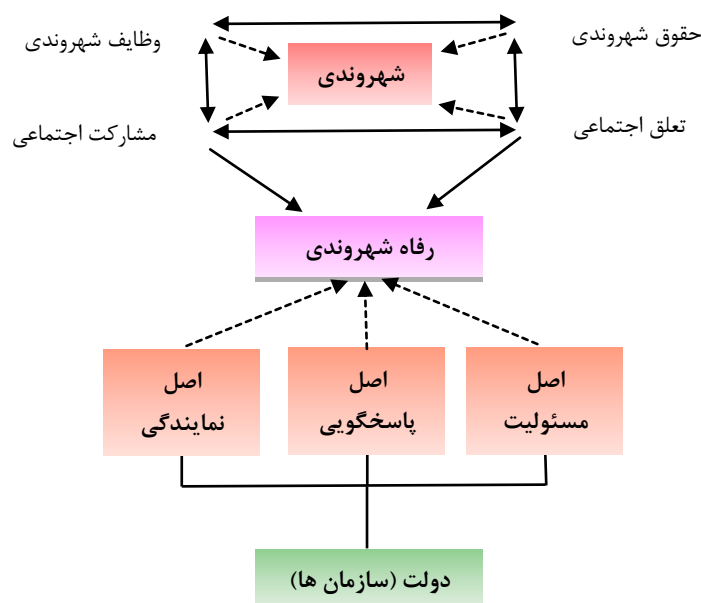 حقوق شهروندی
وظایف شهروندی
شهروندی
تعلق اجتماعی
مشارکت اجتماعی
رفاه شهروندی
اصل
مسئولیت
اصل
پاسخگویی
اصل
نمایندگی
دولت (سازمان ها)